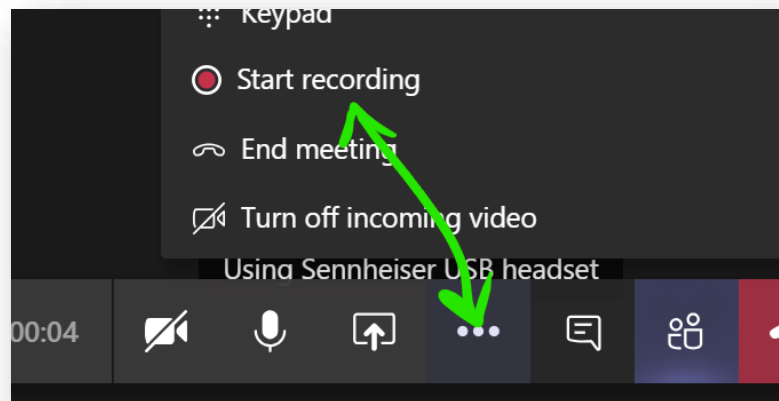 Keypad
Start recording
End meeting
Turn off incoming video
Using Sennheiser USB headset
00:04